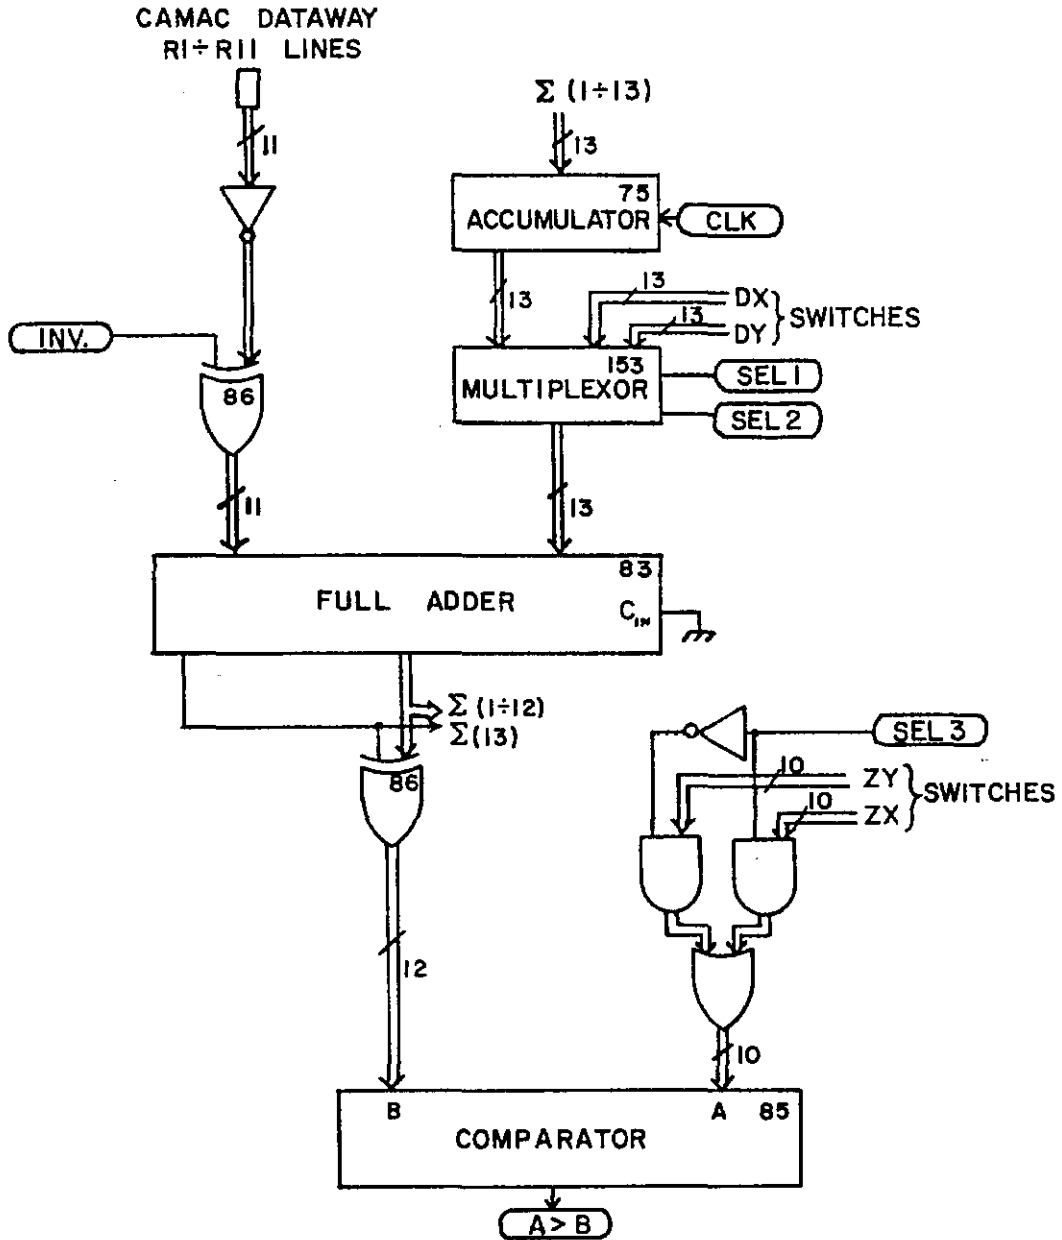 CAMAC DATAWAY
R1÷R11 LINES
11
Σ (1÷13)
13
75
ACCUMULATOR
CLK
13
13
DX
13
DY
SWITCHES
INV.
86
153
MULTIPLEXOR
SEL 1
SEL 2
11
13
83
FULL ADDER
CIN
Σ (1÷12)
Σ(13)
86
SEL 3
10
ZY
10
ZX
SWITCHES
12
10
B
A
85
COMPARATOR
A > B